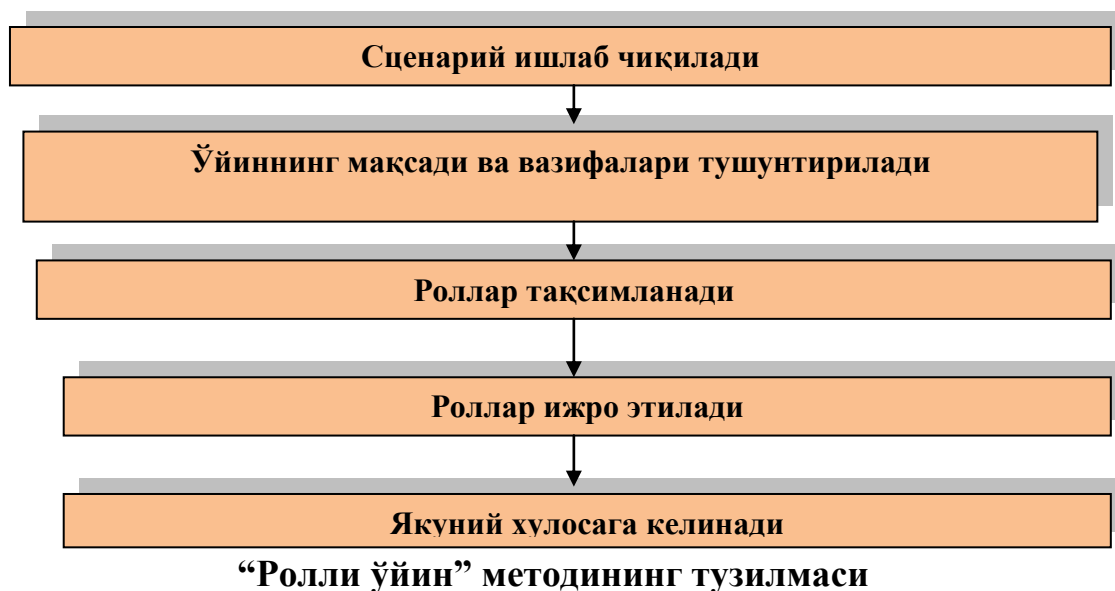 Сценарий ишлаб чиқилади
Ўйиннинг мақсади ва вазифалари тушунтирилади
Роллар тақсимланади
Роллар ижро этилади
Якуний хулосага келинади
“Ролли ўйин” методининг тузилмаси